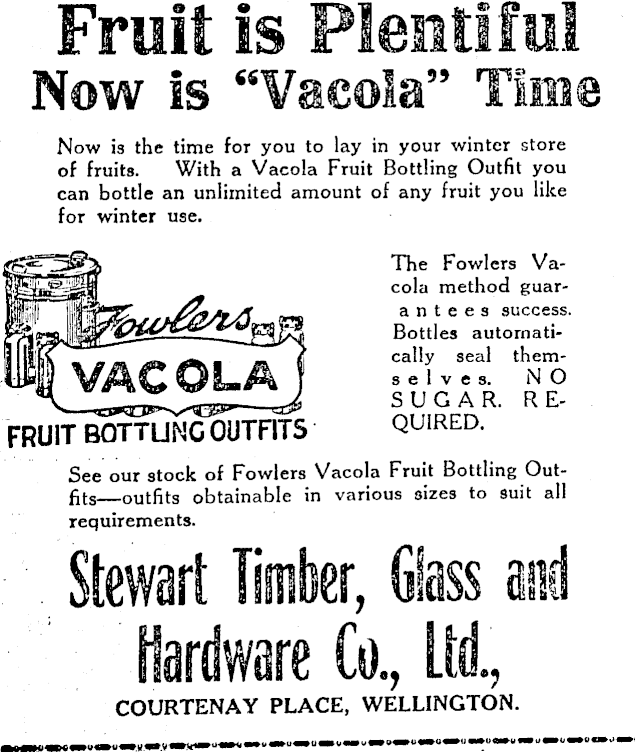 Fruit is Plentiful
Now is “Vacola” Time
Now is the time for you to lay in your winter store
of fruits. With a Vacola Fruit Bottling Outfit you
can bottle an unlimited amount of any fruit you like
for winter use.
Fowlers
VACOLA
FRUIT BOTTLING OUTFITS
The Fowlers Va-
cola method guar-
antees success.
Bottles automati-
cally seal them-
selves. NO
SUGAR. RE-
QUIRED.
See our stock of Fowlers Vacola Fruit Bottling Out-
fits—outfits obtainable in various sizes to suit all
requirements.
Stewart Timber, Glass and
Hardware Co., Ltd.,
COURTENAY PLACE, WELLINGTON.